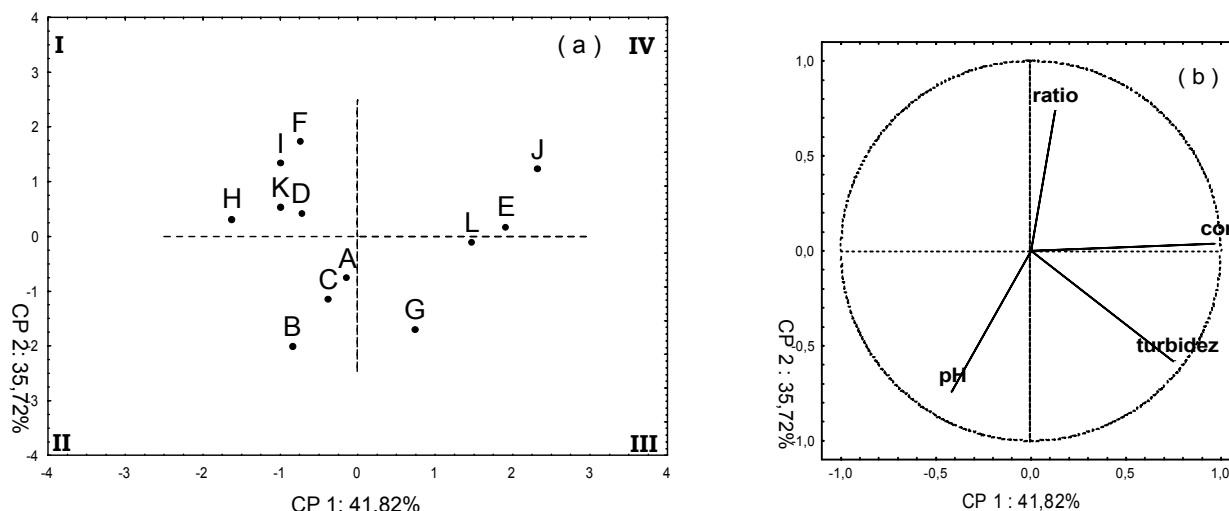 4
3
2
1
0
-1
-2
-3
-4
CP 2: 35,72%
I
( a )
IV
F
I
J
K D
H
E
L
A
C
G
B
II
III
-4 -3 -2 -1 0 1 2 3 4
CP 1: 41,82%
1,0
0,5
0,0
-0,5
-1,0
CP 2 : 35,72%
( b )
ratio
cor
turbidez
pH
-1,0 -0,5 0,0 0,5 1,0
CP 1 : 41,82%